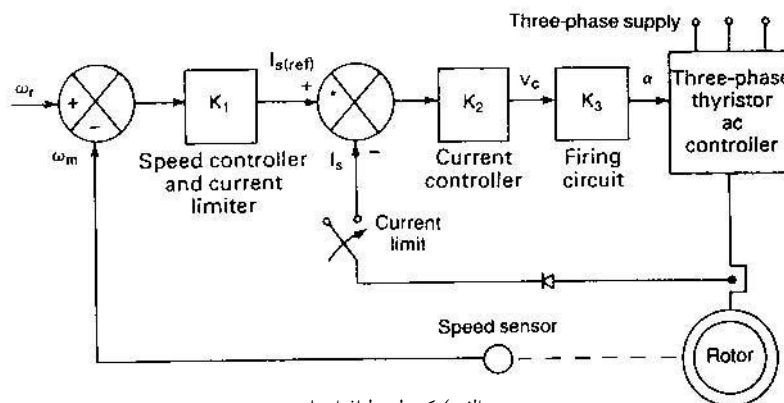 Three-phase supply
ωr
+
−
ωm
K1
Speed controller
and current
limiter
Is(ref)
+
Is
−
K2
Current
controller
Vc
K3
Firing
circuit
α
Three-phase
thyristor
ac
controller
Current
limit
Speed sensor
Rotor